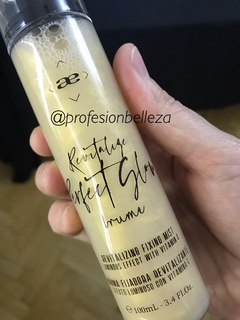 æ
@profesionbelleza
Revitalize
Perfect Glow
brume
REVITALIZING FIXING MIST
LUMINOUS EFFECT WITH VITAMIN E
BRUMA FIJADORA REVITALIZANTE
EFECTO LUMINOSO CON VITAMINA E
℮ 100mL - 3.4 Fl. Oz.